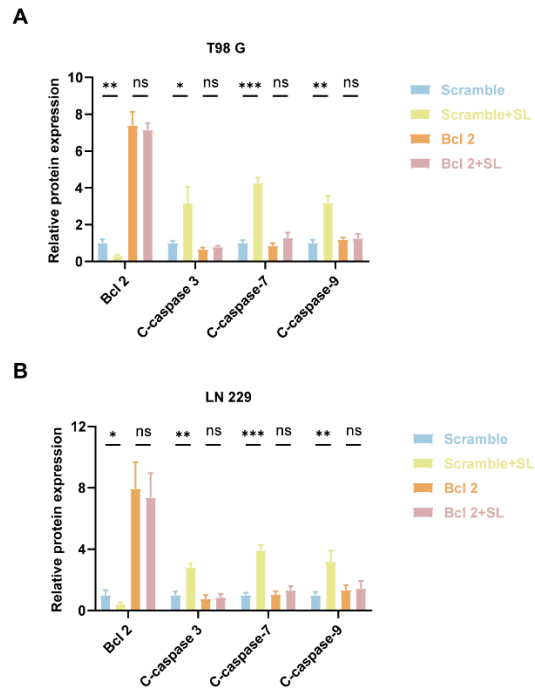 A
T98 G
Relative protein expression
10
8
6
4
2
0
** ns * ns *** ns ** ns
Bcl 2
C-caspase 3
C-caspase-7
C-caspase-9
Scramble
Scramble+SL
Bcl 2
Bcl 2+SL
B
LN 229
Relative protein expression
12
8
4
0
* ns ** ns *** ns ** ns
Bcl 2
C-caspase 3
C-caspase-7
C-caspase-9
Scramble
Scramble+SL
Bcl 2
Bcl 2+SL